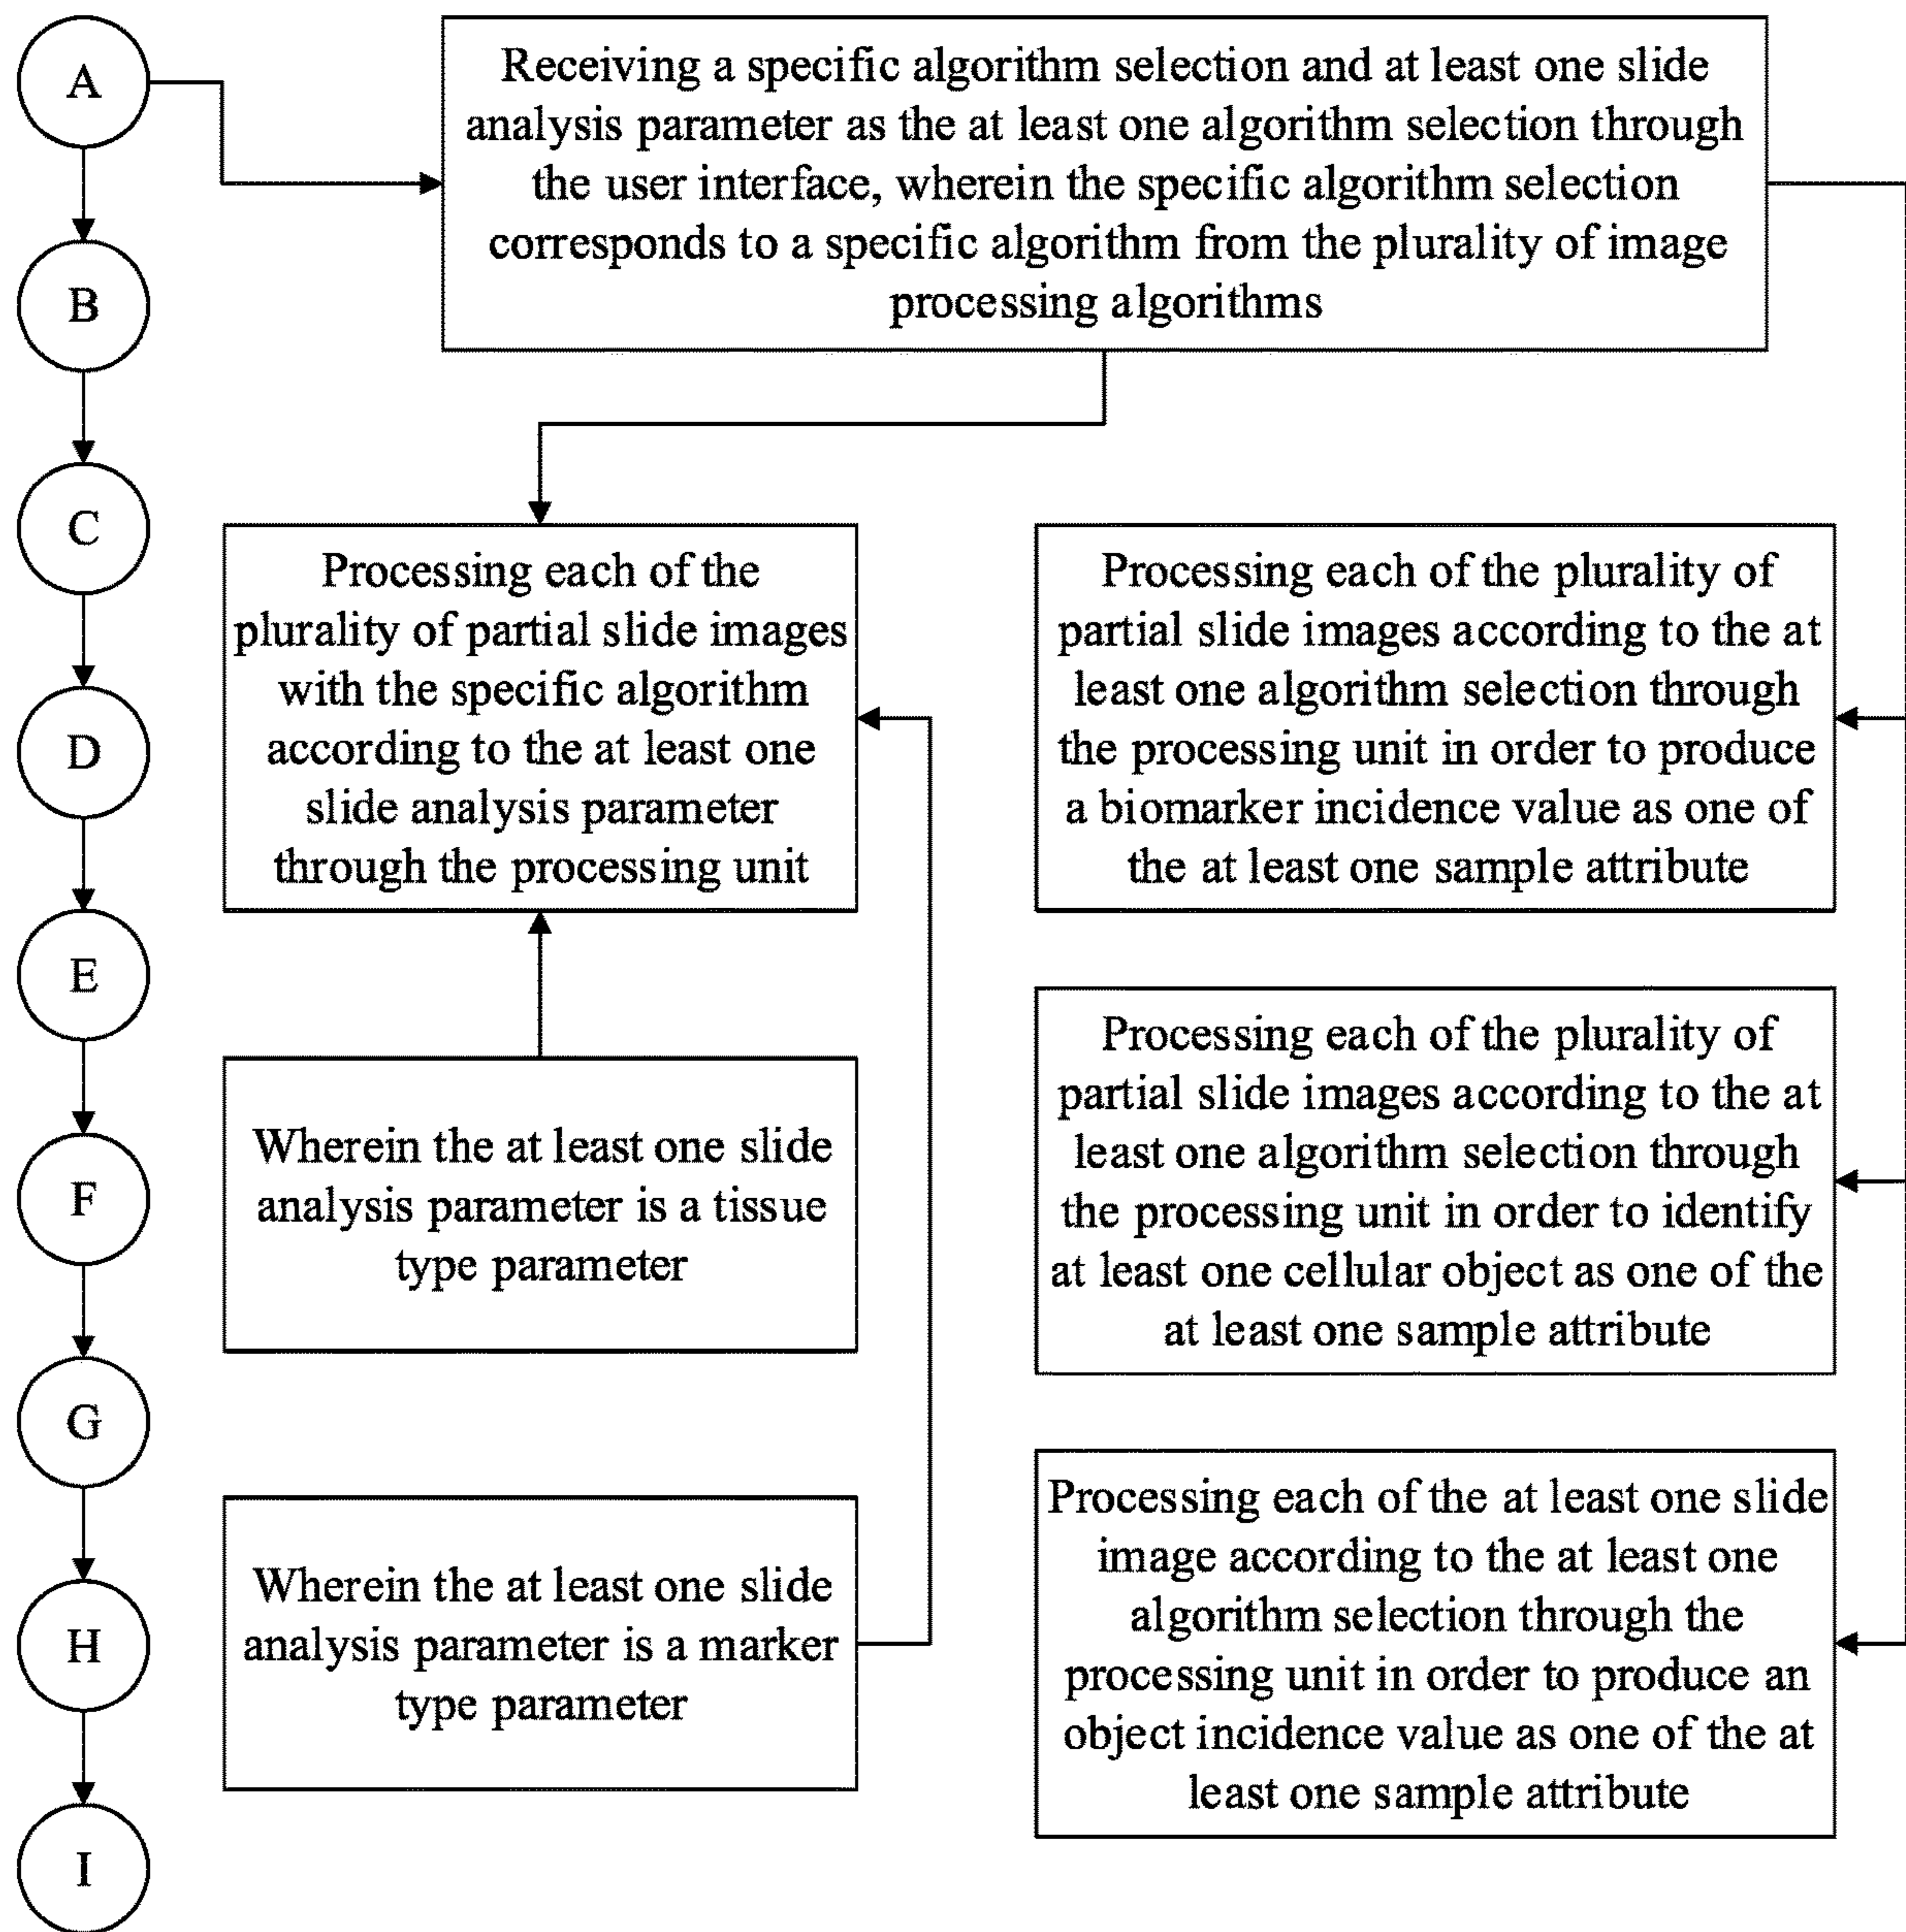 A
Receiving a specific algorithm selection and at least one slide
analysis parameter as the at least one algorithm selection through
the user interface, wherein the specific algorithm selection
corresponds to a specific algorithm from the plurality of image
processing algorithms
B
C
Processing each of the
plurality of partial slide images
with the specific algorithm
according to the at least one
slide analysis parameter
through the processing unit
Processing each of the plurality of
partial slide images according to the at
least one algorithm selection through
the processing unit in order to produce
a biomarker incidence value as one of
the at least one sample attribute
D
E
F
Wherein the at least one slide
analysis parameter is a tissue
type parameter
Processing each of the plurality of
partial slide images according to the at
least one algorithm selection through
the processing unit in order to identify
at least one cellular object as one of the
at least one sample attribute
G
H
Wherein the at least one slide
analysis parameter is a marker
type parameter
Processing each of the at least one slide
image according to the at least one
algorithm selection through the
processing unit in order to produce an
object incidence value as one of the at
least one sample attribute
I